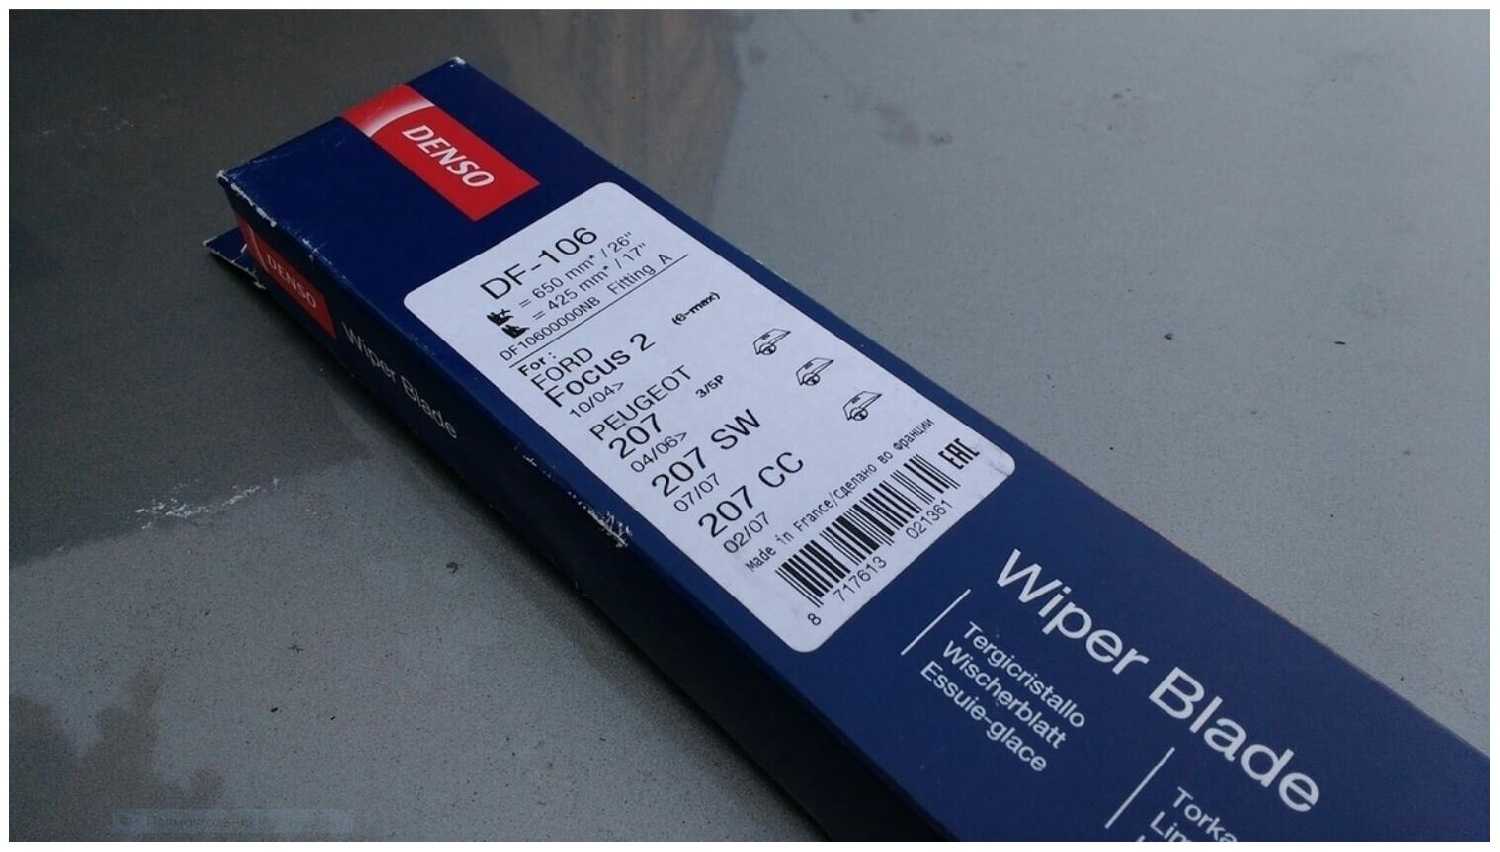 DENSO
DENSO
Wiper Blade
DF-106
= 650 mm* / 26"
= 425 mm* / 17"
DF10600000NB Fitting A
For:
FORD
Focus 2 (6-max)
10/04>
PEUGEOT
207 3/5P
04/06>
207 SW
07/07
207 CC
02/07
Made in France/Сделано во Франции
EAC
8 717613 021361
Wiper Blade
Tergicristallo
Wischerblatt
Essuie-glace